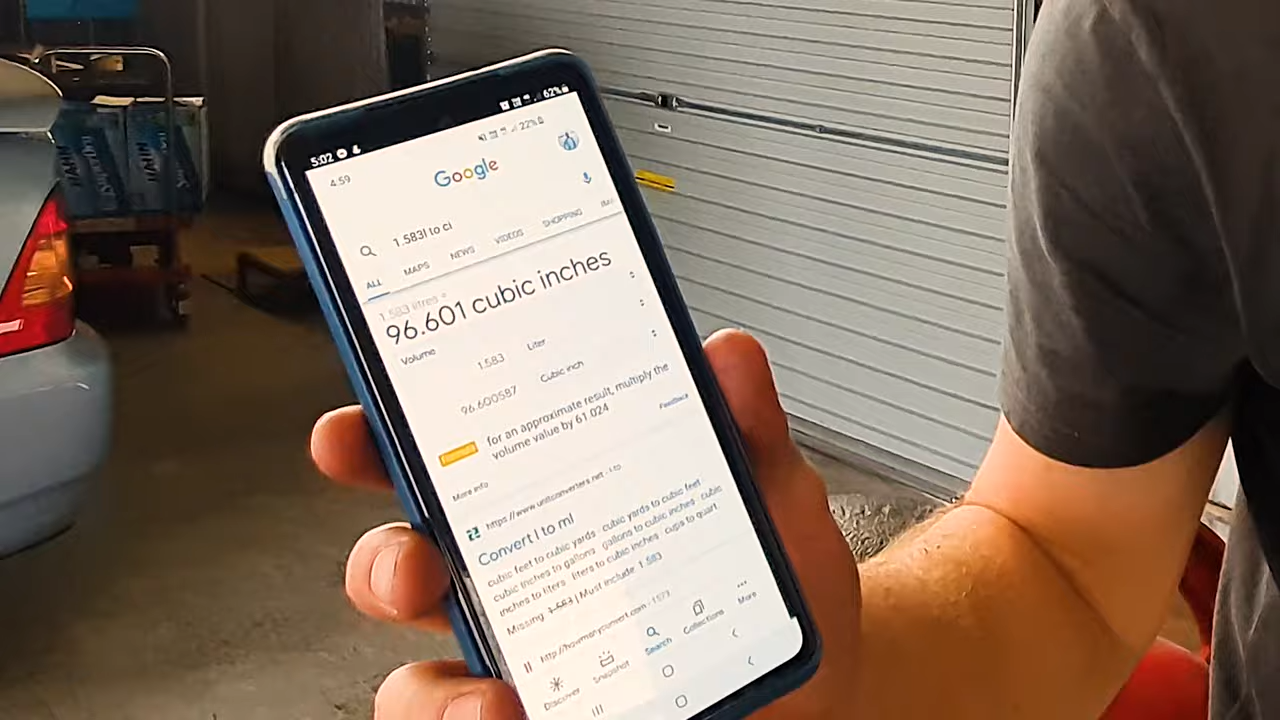 5:02
62%
4:59
22%
Google
1.583l to ci
ALL MAPS NEWS VIDEOS SHOPPING
1.583 litres =
96.601 cubic inches
Volume
1.583 Liter
96.600587 Cubic inch
Formula for an approximate result, multiply the
volume value by 61.024
Feedback
More info
https://www.unitconverters.net
Convert l to ml
cubic feet to cubic yards · cubic yards to cubic feet
cubic inches to gallons · gallons to cubic inches · cubic
inches to liters · liters to cubic inches · cups to quart
Missing: 1.583 | Must include: 1.583
http://howmanyconvert.com
Discover Snapshot Search Collections More
HAHN
Superdry
HAHN